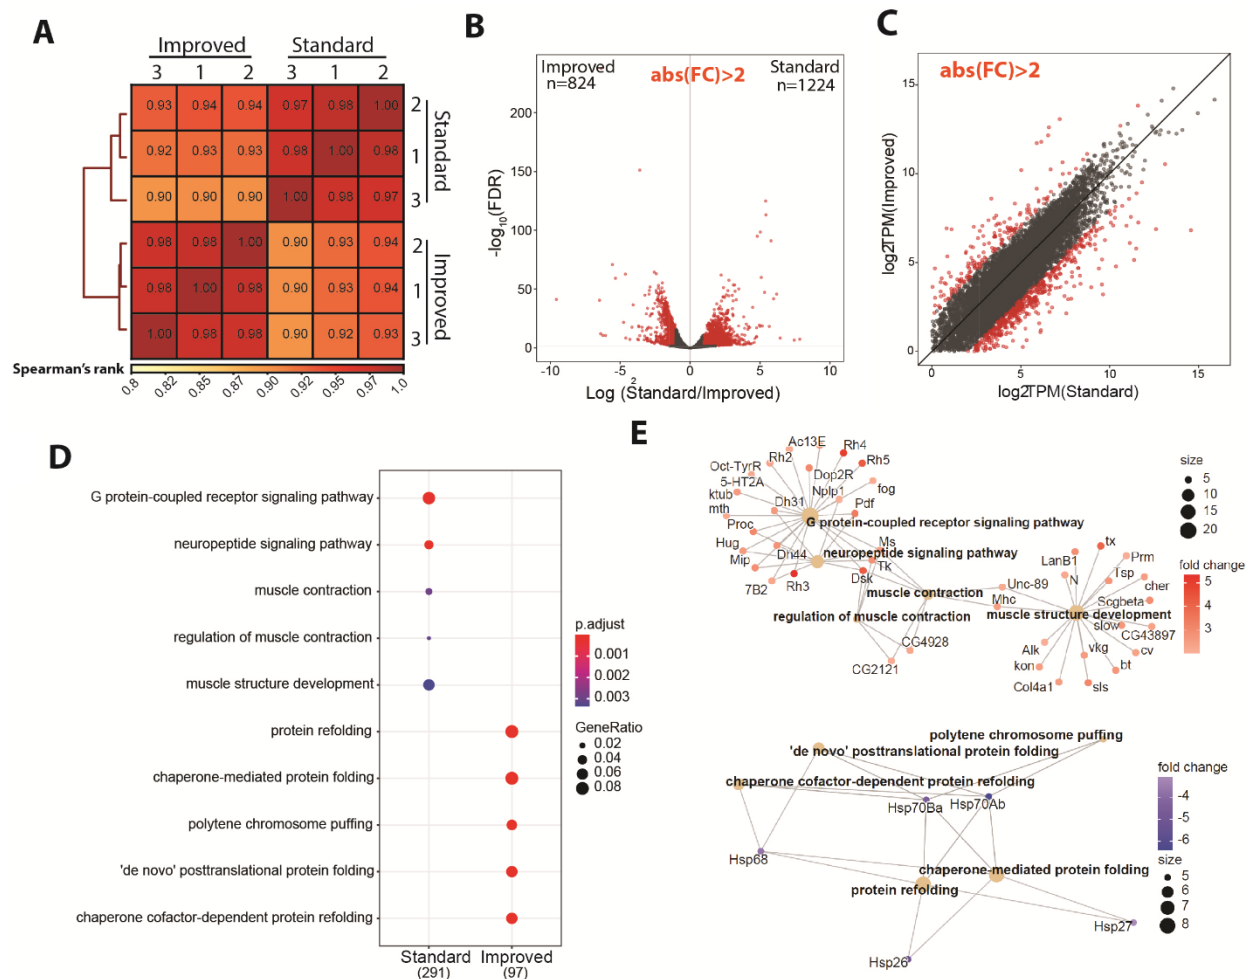 A
Improved Standard
3 1 2 3 1 2
0.93 0.94 0.94 0.97 0.98 1.00 2
0.92 0.93 0.93 0.98 1.00 0.98 1
0.90 0.90 0.90 1.00 0.98 0.97 3
Standard
0.98 0.98 1.00 0.90 0.93 0.94 2
0.98 1.00 0.98 0.90 0.93 0.94 1
1.00 0.98 0.98 0.90 0.92 0.93 3
Improved
Spearman's rank
0.8 0.82 0.85 0.87 0.90 0.92 0.95 0.97 1.0
B
Improved
n=824
abs(FC)>2
Standard
n=1224
200
150
100
50
0
-log10(FDR)
-10 -5 0 5 10
Log2 (Standard/Improved)
C
abs(FC)>2
15
10
5
0
log2TPM(Improved)
0 5 10 15
log2TPM(Standard)
D
G protein-coupled receptor signaling pathway
neuropeptide signaling pathway
muscle contraction
regulation of muscle contraction
muscle structure development
protein refolding
chaperone-mediated protein folding
polytene chromosome puffing
'de novo' posttranslational protein folding
chaperone cofactor-dependent protein refolding
Standard
(291)
Improved
(97)
p.adjust
0.001
0.002
0.003
GeneRatio
0.02
0.04
0.06
0.08
E
Ac13E
Rh4
Rh2
Rh5
Oct-TyrR
Dop2R
5-HT2A
Nplp1
fog
ktub
Dh31
Pdf
mth
G protein-coupled receptor signaling pathway
Proc
Hug
Dh44
Ms
neuropeptide signaling pathway
Mip
Tk
7B2
Rh3
Dsk
muscle contraction
regulation of muscle contraction
CG4928
CG2121
Unc-89
Mhc
muscle structure development
tx
LanB1
Prm
N
Tsp
cher
Scgbeta
slow
CG43897
Alk
vkg
cv
kon
bt
Col4a1
sls
size
5
10
15
20
fold change
5
4
3
polytene chromosome puffing
'de novo' posttranslational protein folding
chaperone cofactor-dependent protein refolding
Hsp70Ba
Hsp70Ab
Hsp68
chaperone-mediated protein folding
protein refolding
Hsp27
Hsp26
fold change
-4
-5
-6
size
5
6
7
8